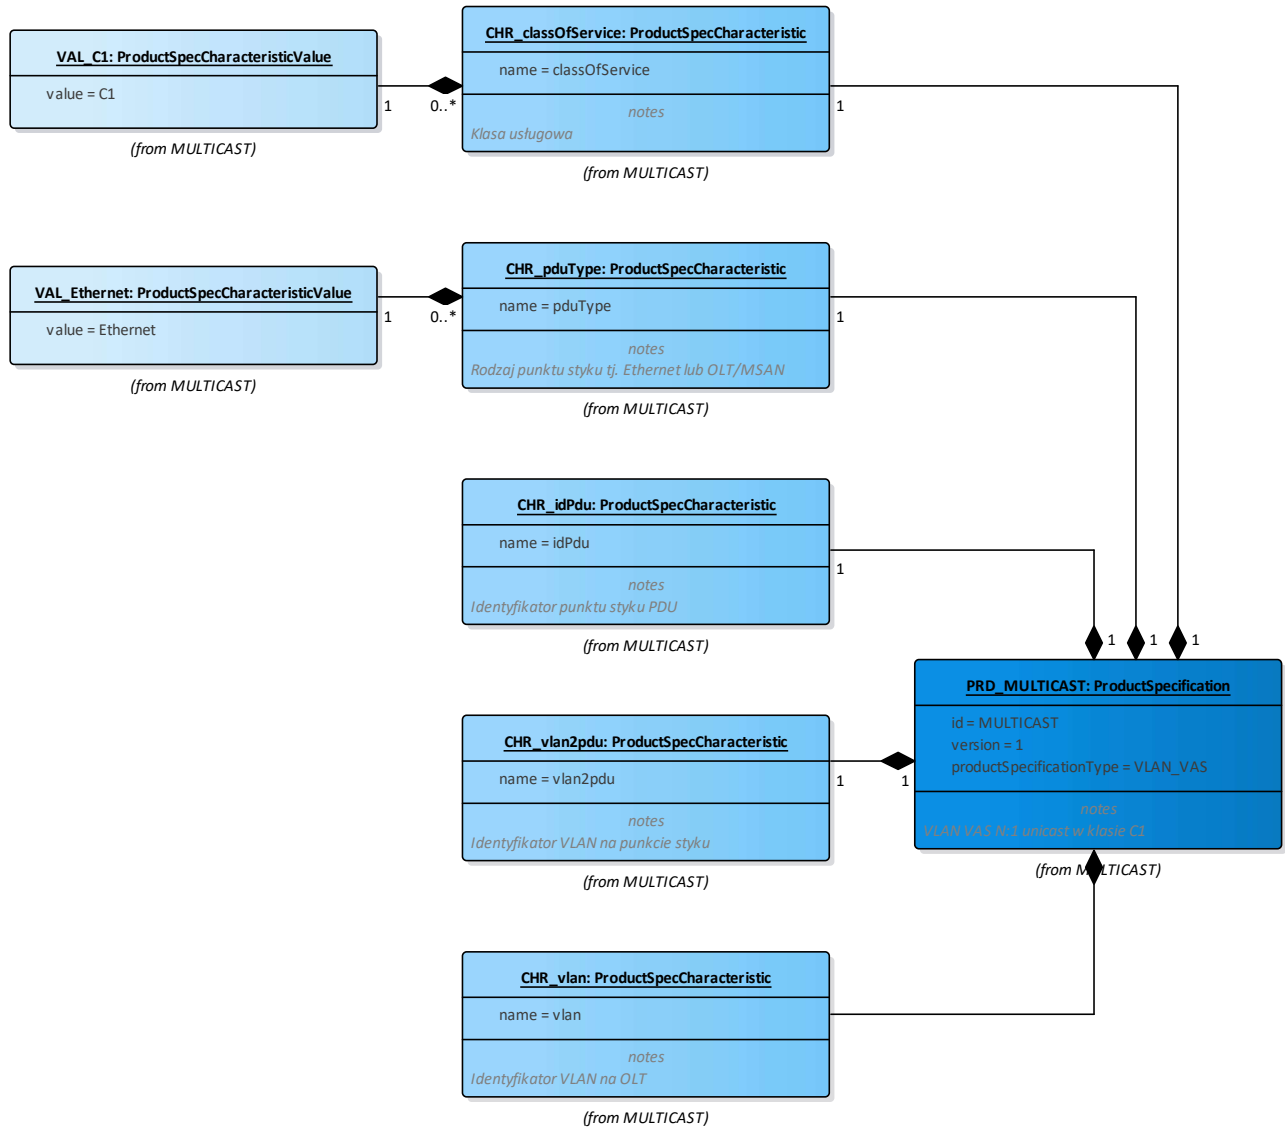 VAL_C1: ProductSpecCharacteristicValue
value = C1
(from MULTICAST)
1
0..*
CHR_classOfService: ProductSpecCharacteristic
name = classOfService
notes
Klasa usługowa
(from MULTICAST)
1
VAL_Ethernet: ProductSpecCharacteristicValue
value = Ethernet
(from MULTICAST)
1
0..*
CHR_pduType: ProductSpecCharacteristic
name = pduType
notes
Rodzaj punktu styku tj. Ethernet lub OLT/MSAN
(from MULTICAST)
1
CHR_idPdu: ProductSpecCharacteristic
name = idPdu
notes
Identyfikator punktu styku PDU
(from MULTICAST)
1
1
1
1
PRD_MULTICAST: ProductSpecification
id = MULTICAST
version = 1
productSpecificationType = VLAN_VAS
notes
VLAN VAS N:1 unicast w klasie C1
(from MULTICAST)
CHR_vlan2pdu: ProductSpecCharacteristic
name = vlan2pdu
notes
Identyfikator VLAN na punkcie styku
(from MULTICAST)
1
1
CHR_vlan: ProductSpecCharacteristic
name = vlan
notes
Identyfikator VLAN na OLT
(from MULTICAST)